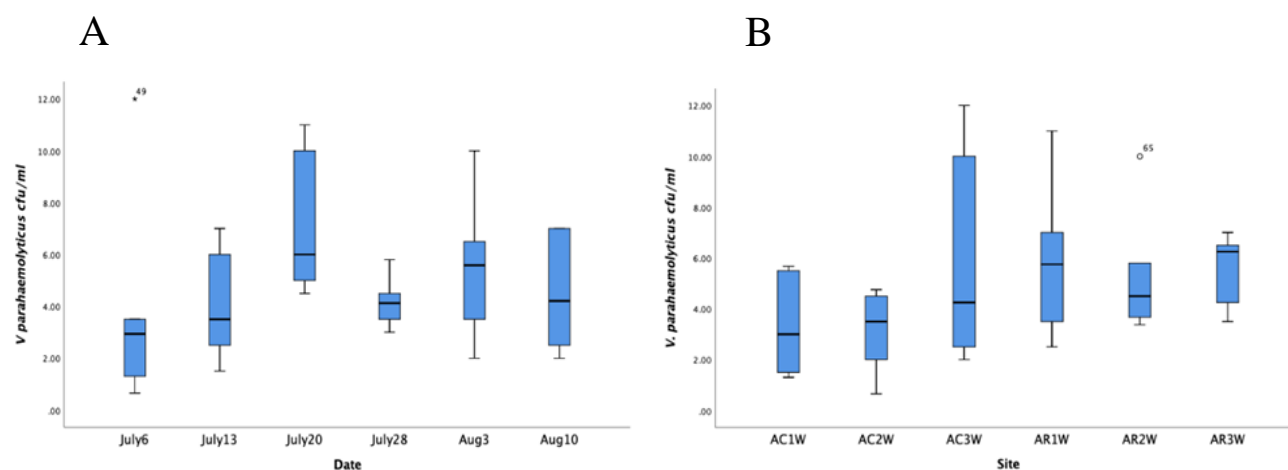 A
V parahaemolyticus cfu/ml
12.00
10.00
8.00
6.00
4.00
2.00
.00
*49
July6 July13 July20 July28 Aug3 Aug10
Date
B
V. parahaemolyticus cfu/ml
12.00
10.00
8.00
6.00
4.00
2.00
.00
65
AC1W AC2W AC3W AR1W AR2W AR3W
Site